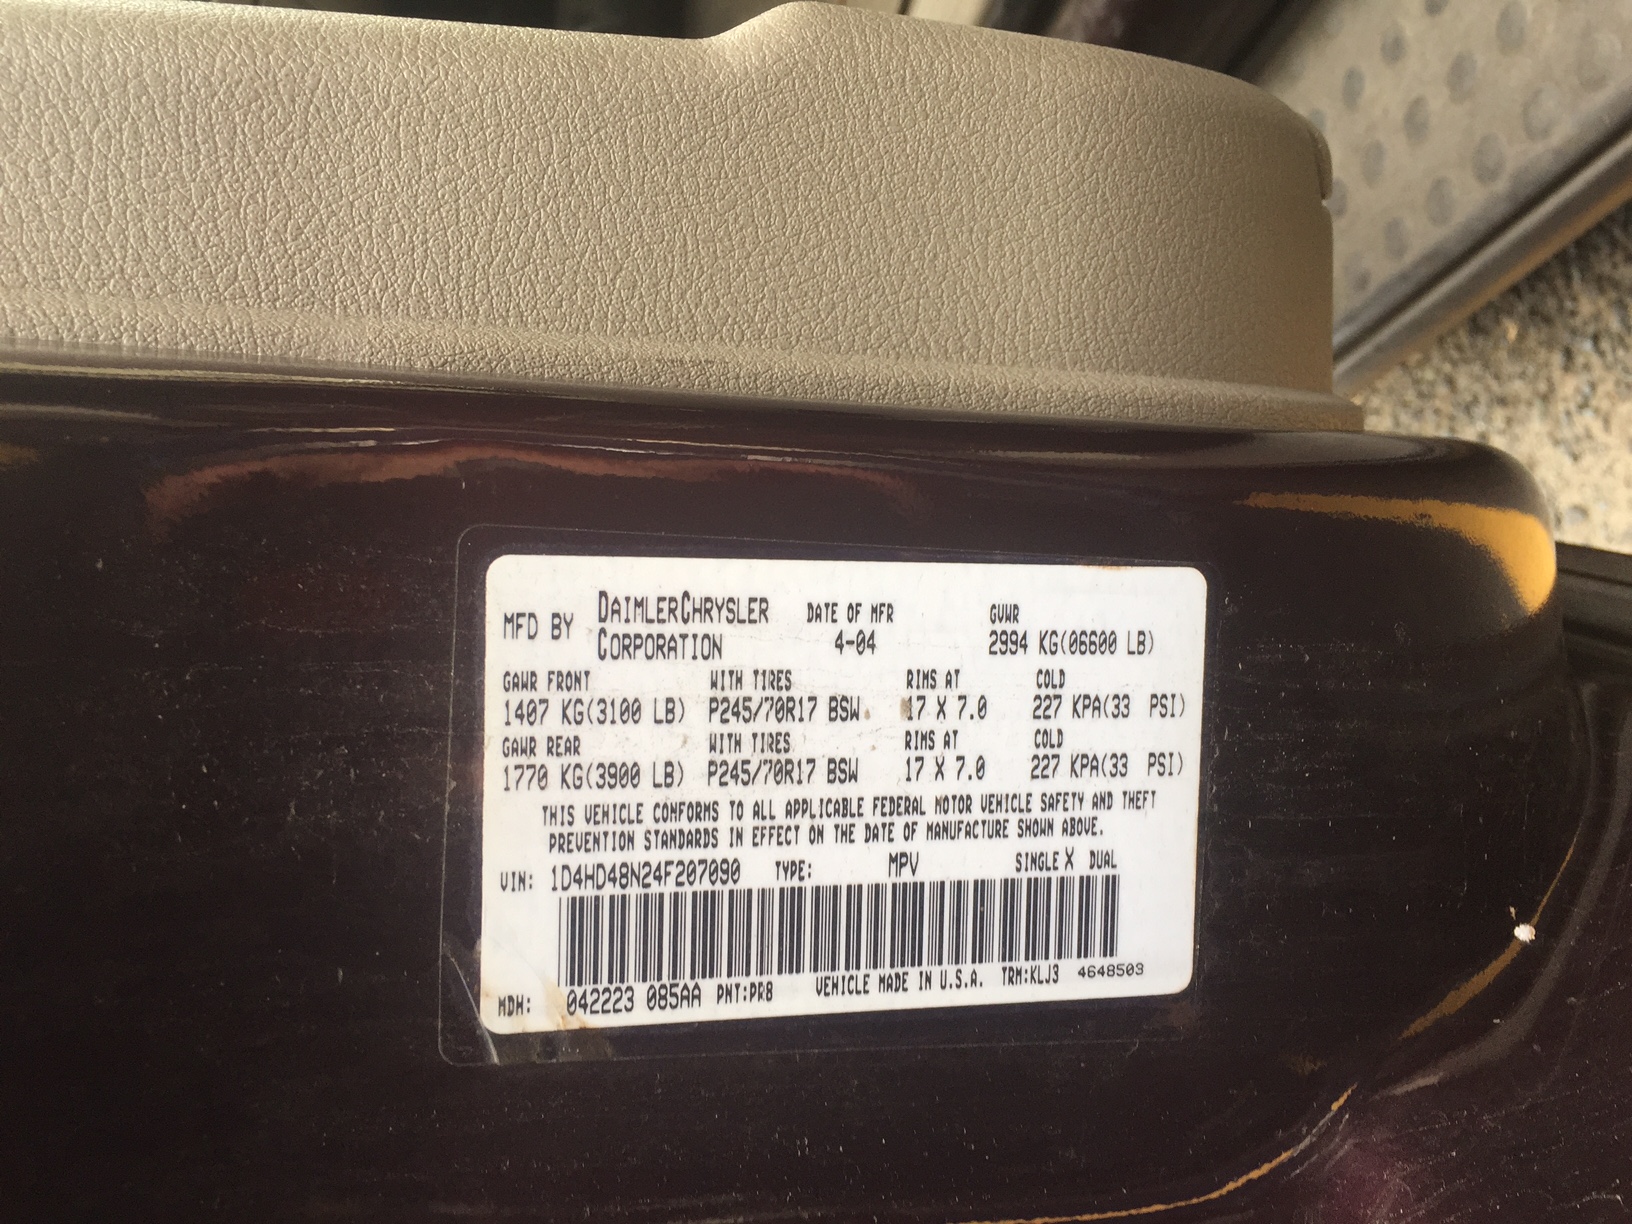 MFD BY DAIMLERCHRYSLER CORPORATION DATE OF MFR 4-04 GVWR 2994 KG(06600 LB)
GAWR FRONT WITH TIRES RIMS AT COLD
1407 KG(3100 LB) P245/70R17 BSW 17 X 7.0 227 KPA(33 PSI)
GAWR REAR WITH TIRES RIMS AT COLD
1770 KG(3900 LB) P245/70R17 BSW 17 X 7.0 227 KPA(33 PSI)
THIS VEHICLE CONFORMS TO ALL APPLICABLE FEDERAL MOTOR VEHICLE SAFETY AND THEFT
PREVENTION STANDARDS IN EFFECT ON THE DATE OF MANUFACTURE SHOWN ABOVE.
VIN: 1D4HD48N24F207090 TYPE: MPV SINGLE X DUAL
MDH: 042223 085AA PNT:PR8 VEHICLE MADE IN U.S.A. TRM:KLJ3 4648503